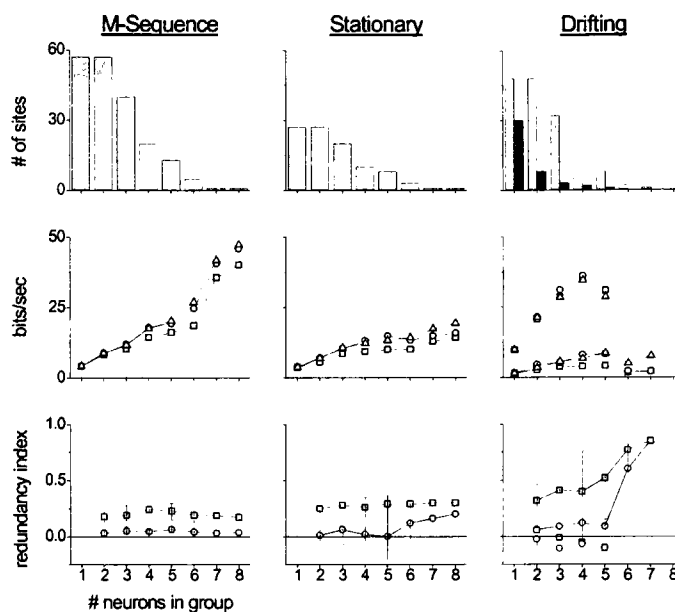 M-Sequence Stationary Drifting
# of sites
60
30
0
bits/sec
50
25
0
redundancy index
1.0
0.5
0.0
1 2 3 4 5 6 7 8 1 2 3 4 5 6 7 8 1 2 3 4 5 6 7 8
# neurons in group